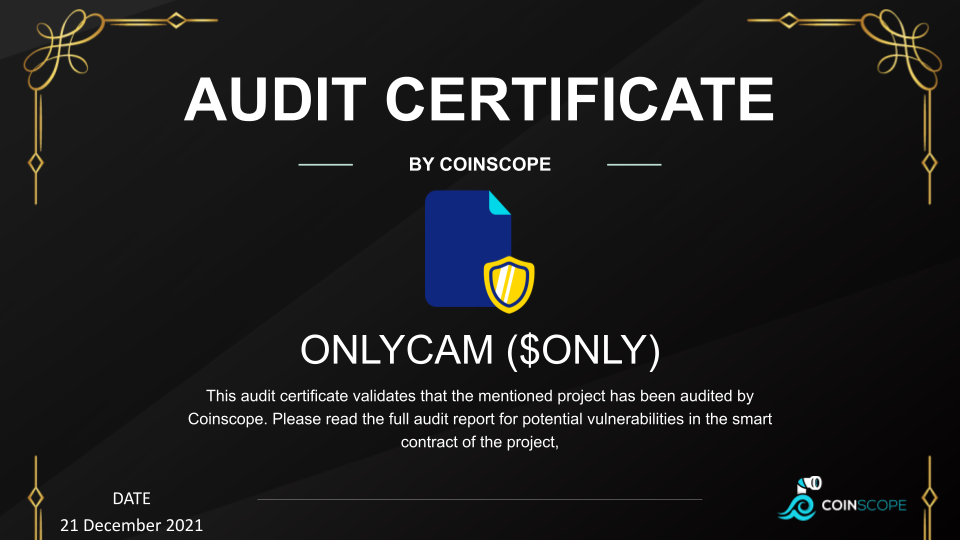 AUDIT CERTIFICATE
BY COINSCOPE
ONLYCAM ($ONLY)
This audit certificate validates that the mentioned project has been audited by
Coinscope. Please read the full audit report for potential vulnerabilities in the smart
contract of the project,
DATE
21 December 2021
COINSCOPE